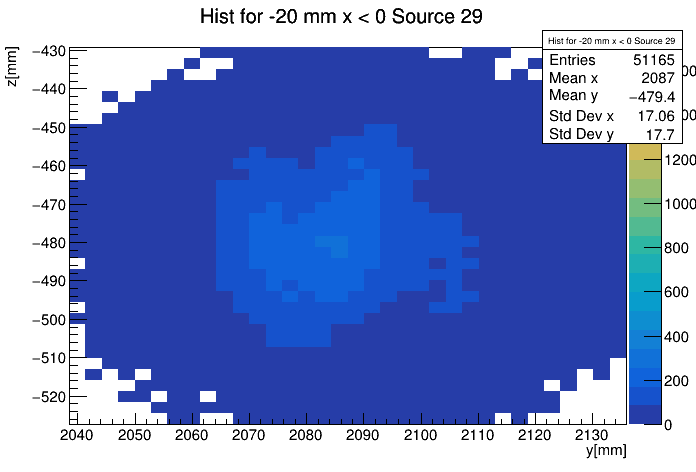 Hist for -20 mm x < 0 Source 29
Hist for -20 mm x < 0 Source 29
Entries 51165
Mean x 2087
Mean y −479.4
Std Dev x 17.06
Std Dev y 17.7
z[mm]
−430
−440
−450
−460
−470
−480
−490
−500
−510
−520
2040 2050 2060 2070 2080 2090 2100 2110 2120 2130
y[mm]
1200
1000
800
600
400
200
0